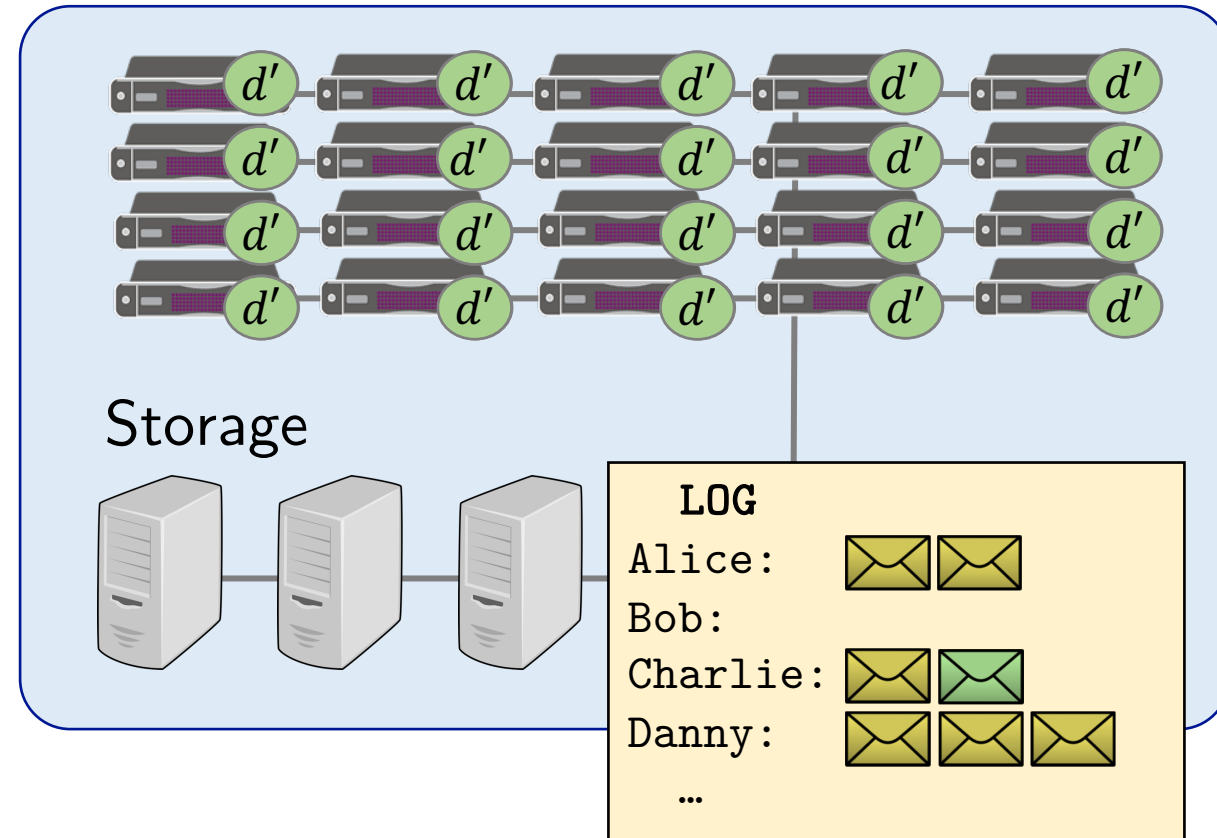 d′ d′ d′ d′ d′
d′ d′ d′ d′ d′
d′ d′ d′ d′ d′
d′ d′ d′ d′ d′
Storage
LOG
Alice:
Bob:
Charlie:
Danny:
…